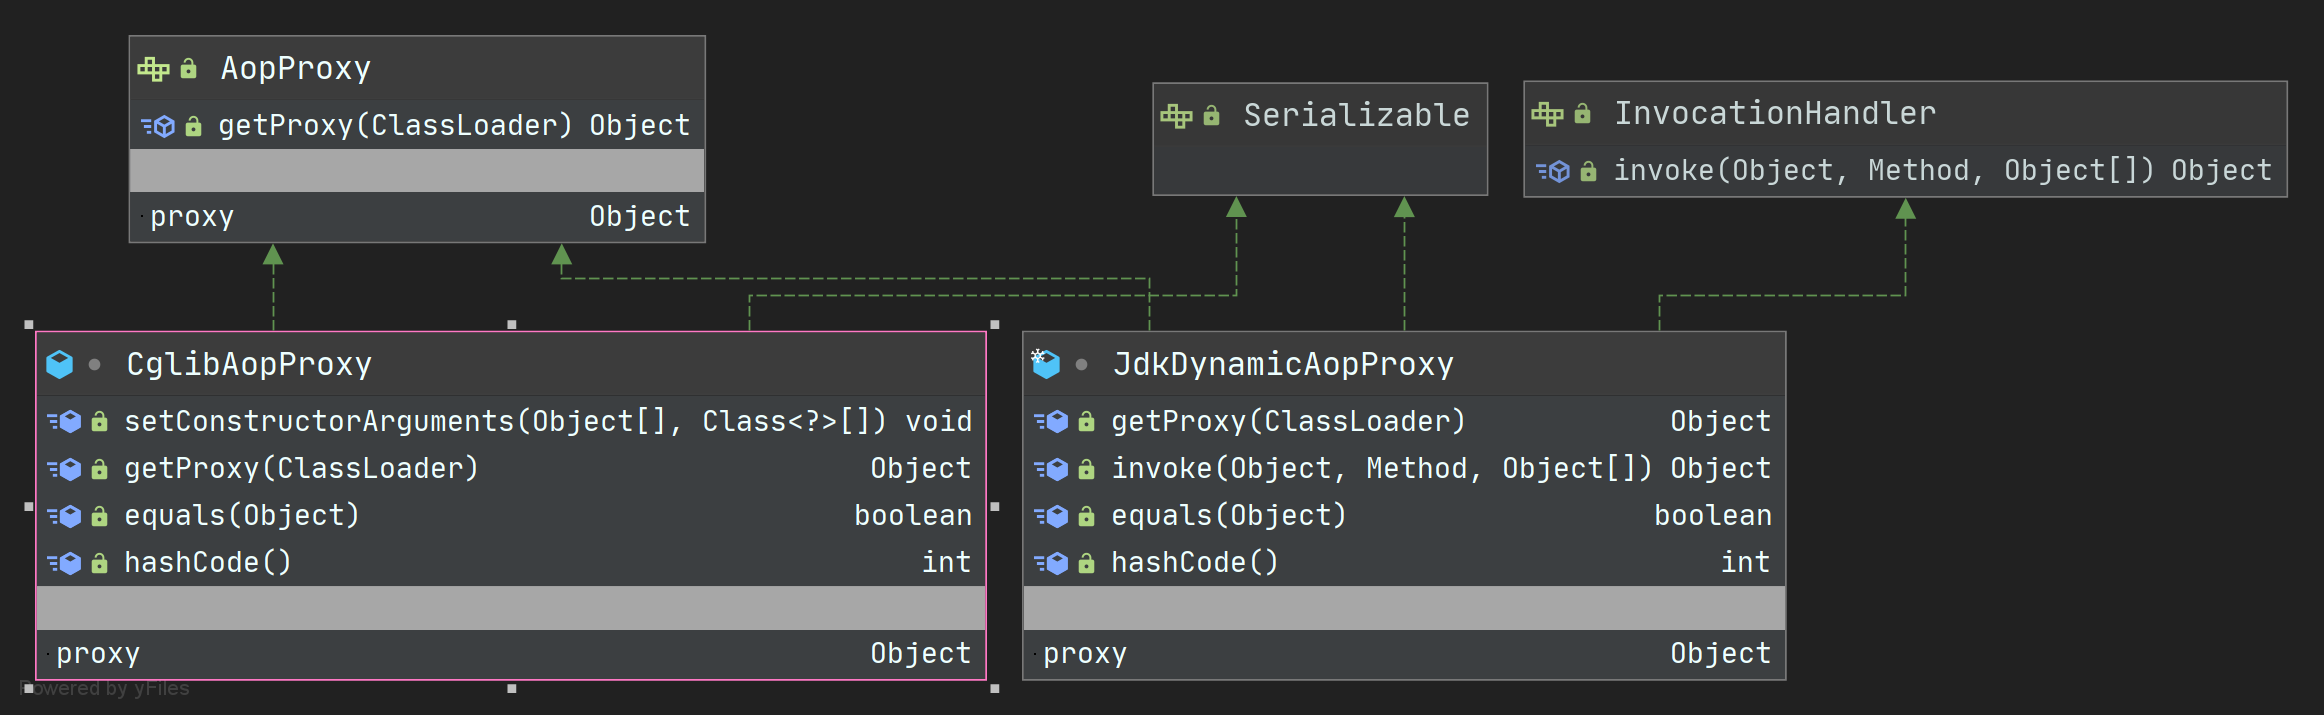 AopProxy
getProxy(ClassLoader) Object
proxy Object
Serializable
InvocationHandler
invoke(Object, Method, Object[]) Object
CglibAopProxy
setConstructorArguments(Object[], Class<?>[]) void
getProxy(ClassLoader) Object
equals(Object) boolean
hashCode() int
proxy Object
JdkDynamicAopProxy
getProxy(ClassLoader) Object
invoke(Object, Method, Object[]) Object
equals(Object) boolean
hashCode() int
proxy Object
Powered by yFiles